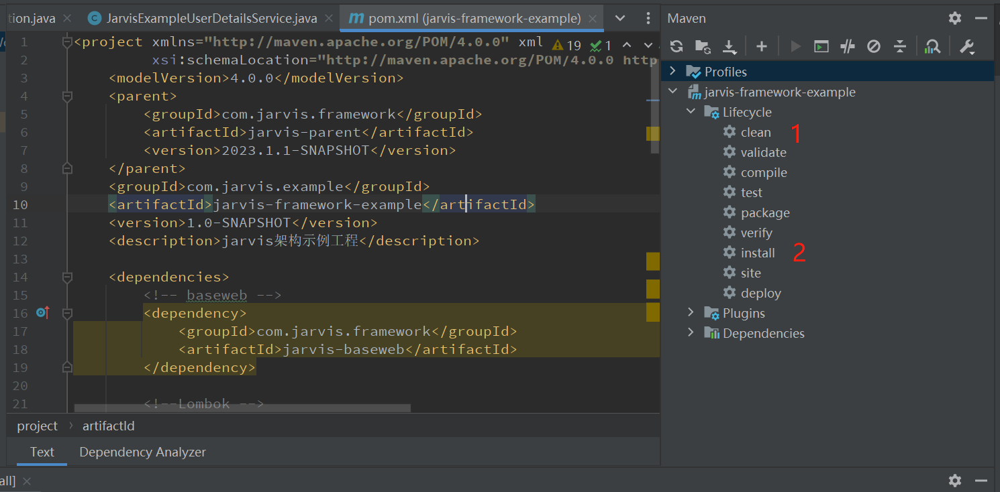 tion.java
JarvisExampleUserDetailsService.java
pom.xml (jarvis-framework-example)
1 <project xmlns="http://maven.apache.org/POM/4.0.0" xml
19 1
2 xsi:schemaLocation="http://maven.apache.org/POM/4.0.0 http
3 <modelVersion>4.0.0</modelVersion>
4 <parent>
5 <groupId>com.jarvis.framework</groupId>
6 <artifactId>jarvis-parent</artifactId>
7 <version>2023.1.1-SNAPSHOT</version>
8 </parent>
9 <groupId>com.jarvis.example</groupId>
10 <artifactId>jarvis-framework-example</artifactId>
11 <version>1.0-SNAPSHOT</version>
12 <description>jarvis架构示例工程</description>
13
14 <dependencies>
15 <!-- baseweb -->
16 <dependency>
17 <groupId>com.jarvis.framework</groupId>
18 <artifactId>jarvis-baseweb</artifactId>
19 </dependency>
20
21 <!--Lombok -->
project › artifactId
Text Dependency Analyzer
all]
Maven
Profiles
jarvis-framework-example
Lifecycle
clean 1
validate
compile
test
package
verify
install 2
site
deploy
Plugins
Dependencies